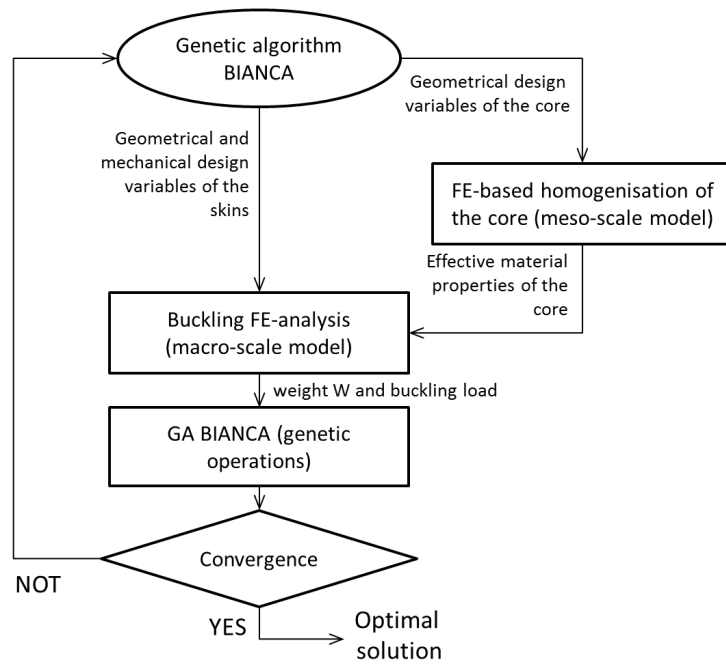 Genetic algorithm
BIANCA
Geometrical design
variables of the core
Geometrical and
mechanical design
variables of the
skins
FE-based homogenisation of
the core (meso-scale model)
Effective material
properties of the
core
Buckling FE-analysis
(macro-scale model)
weight W and buckling load
GA BIANCA (genetic
operations)
Convergence
NOT
YES
Optimal
solution